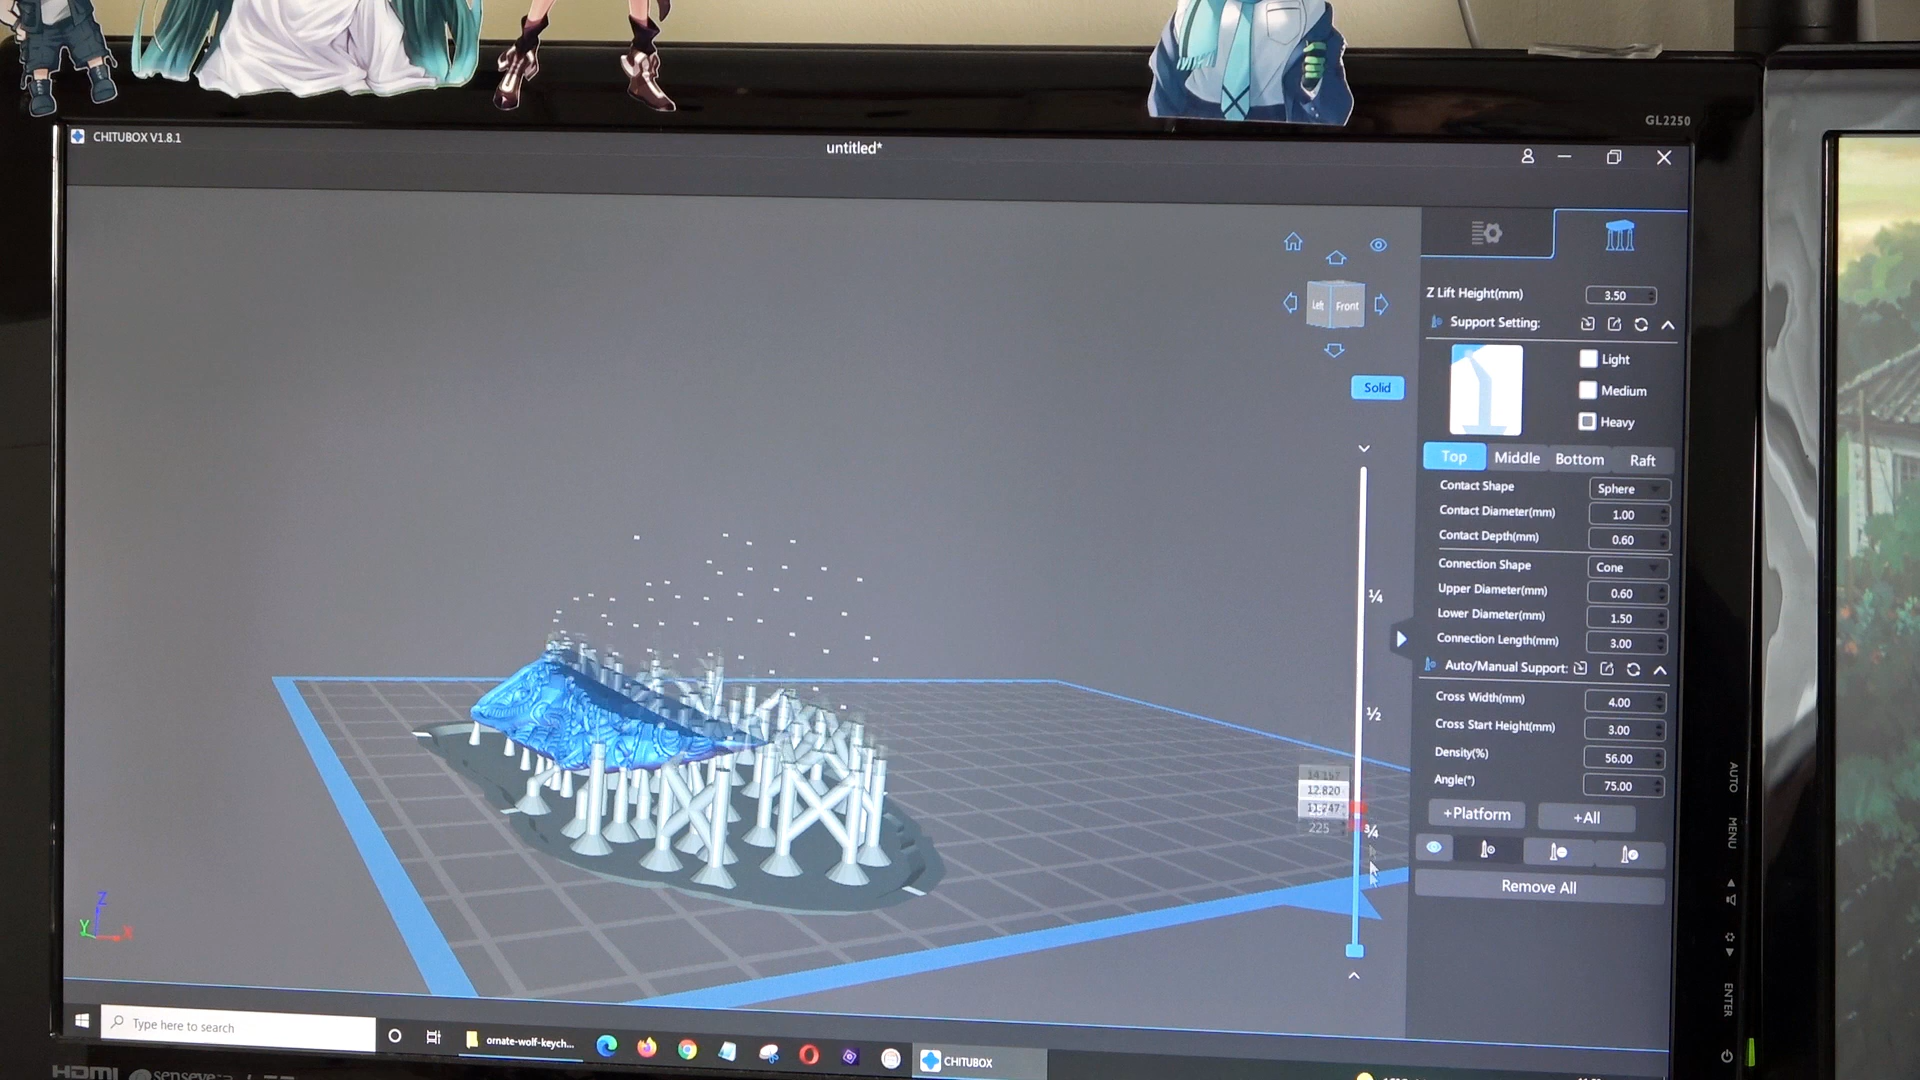 GL2250
CHITUBOX V1.8.1
untitled*
Left
Front
Solid
Z Lift Height(mm)
3.50
Support Setting:
Light
Medium
Heavy
Top
Middle
Bottom
Raft
Contact Shape
Sphere
Contact Diameter(mm)
1.00
Contact Depth(mm)
0.60
Connection Shape
Cone
Upper Diameter(mm)
0.60
Lower Diameter(mm)
1.50
Connection Length(mm)
3.00
Auto/Manual Support:
Cross Width(mm)
4.00
Cross Start Height(mm)
3.00
Density(%)
56.00
Angle(°)
75.00
+Platform
+All
Remove All
¼
½
¾
12.820
225
Z
Y
X
AUTO
MENU
ENTER
Type here to search
ornate-wolf-keych...
CHITUBOX
HDMI
senseye